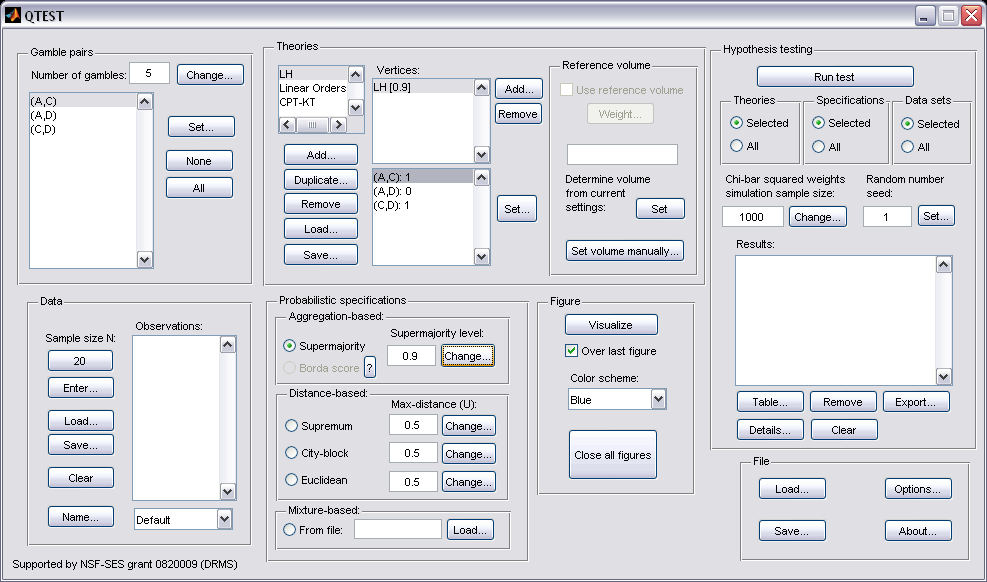 QTEST
Gamble pairs
Number of gambles: 5 Change...
(A,C)
(A,D)
(C,D)
Set...
None
All
Theories
LH
Linear Orders
CPT-KT
Add...
Duplicate...
Remove
Load...
Save...
Vertices:
LH [0.9]
Add...
Remove
(A,C): 1
(A,D): 0
(C,D): 1
Set...
Reference volume
Use reference volume
Weight...
Determine volume
from current
settings:
Set
Set volume manually...
Hypothesis testing
Run test
Theories
Selected
All
Specifications
Selected
All
Data sets
Selected
All
Chi-bar squared weights
simulation sample size:
1000 Change...
Random number
seed:
1 Set...
Results:
Table... Remove Export...
Details... Clear
Data
Sample size N:
20
Enter...
Load...
Save...
Clear
Name...
Observations:
Default
Probabilistic specifications
Aggregation-based:
Supermajority level:
Supermajority 0.9 Change...
Borda score ?
Distance-based:
Max-distance (U):
Supremum 0.5 Change...
City-block 0.5 Change...
Euclidean 0.5 Change...
Mixture-based:
From file: Load...
Figure
Visualize
Over last figure
Color scheme:
Blue
Close all figures
File
Load... Options...
Save... About...
Supported by NSF-SES grant 0820009 (DRMS)